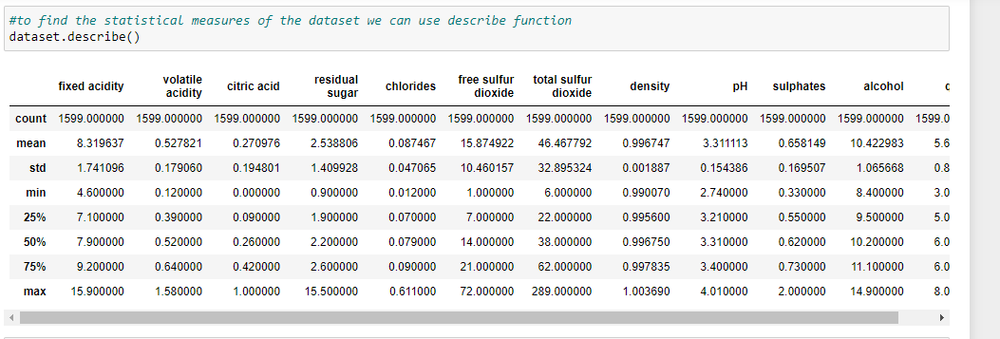 #to find the statistical measures of the dataset we can use describe function
dataset.describe()
fixed acidity volatile acidity citric acid residual sugar chlorides free sulfur dioxide total sulfur dioxide density pH sulphates alcohol
count 1599.000000 1599.000000 1599.000000 1599.000000 1599.000000 1599.000000 1599.000000 1599.000000 1599.000000 1599.000000 1599.000000 1599.0
mean 8.319637 0.527821 0.270976 2.538806 0.087467 15.874922 46.467792 0.996747 3.311113 0.658149 10.422983 5.6
std 1.741096 0.179060 0.194801 1.409928 0.047065 10.460157 32.895324 0.001887 0.154386 0.169507 1.065668 0.8
min 4.600000 0.120000 0.000000 0.900000 0.012000 1.000000 6.000000 0.990070 2.740000 0.330000 8.400000 3.0
25% 7.100000 0.390000 0.090000 1.900000 0.070000 7.000000 22.000000 0.995600 3.210000 0.550000 9.500000 5.0
50% 7.900000 0.520000 0.260000 2.200000 0.079000 14.000000 38.000000 0.996750 3.310000 0.620000 10.200000 6.0
75% 9.200000 0.640000 0.420000 2.600000 0.090000 21.000000 62.000000 0.997835 3.400000 0.730000 11.100000 6.0
max 15.900000 1.580000 1.000000 15.500000 0.611000 72.000000 289.000000 1.003690 4.010000 2.000000 14.900000 8.0